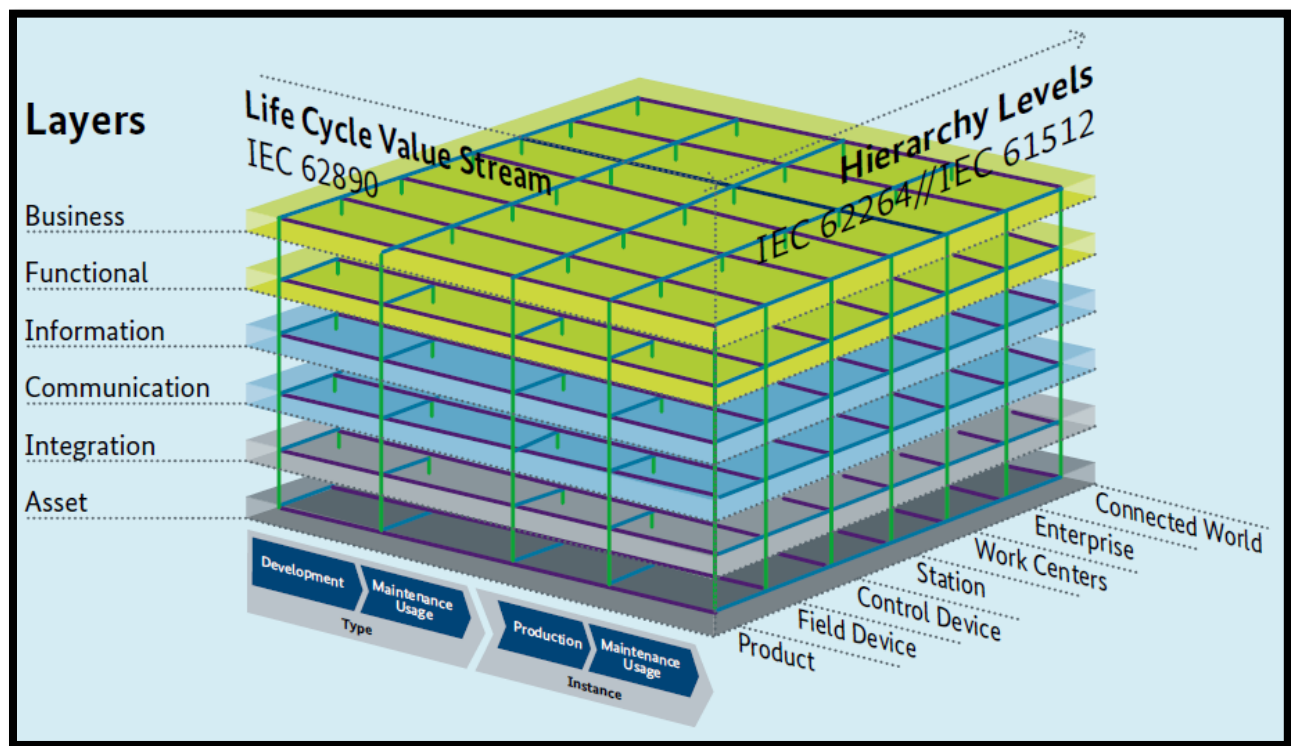 Layers
Life Cycle Value Stream
IEC 62890
Hierarchy Levels
IEC 62264//IEC 61512
Business
Functional
Information
Communication
Integration
Asset
Development
Maintenance
Usage
Type
Production
Maintenance
Usage
Instance
Connected World
Enterprise
Work Centers
Station
Control Device
Field Device
Product